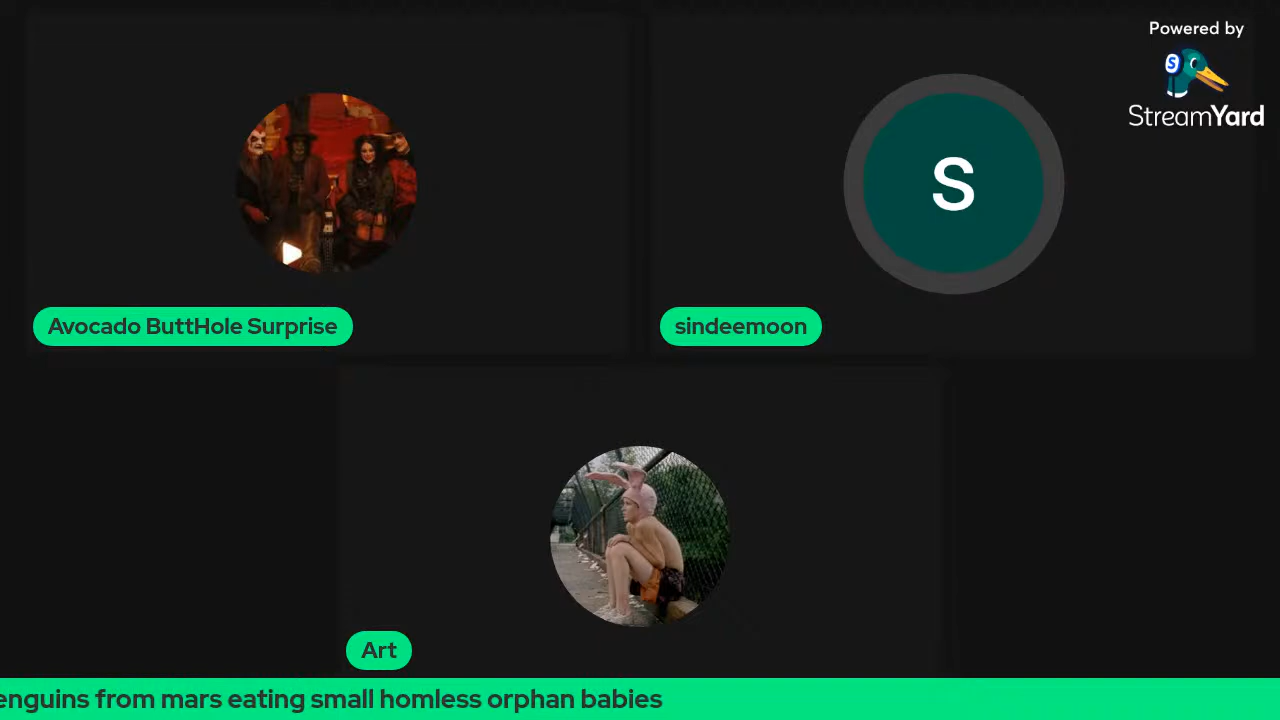 Powered by
S
StreamYard
S
Avocado ButtHole Surprise
sindeemoon
Art
enguins from mars eating small homless orphan babies